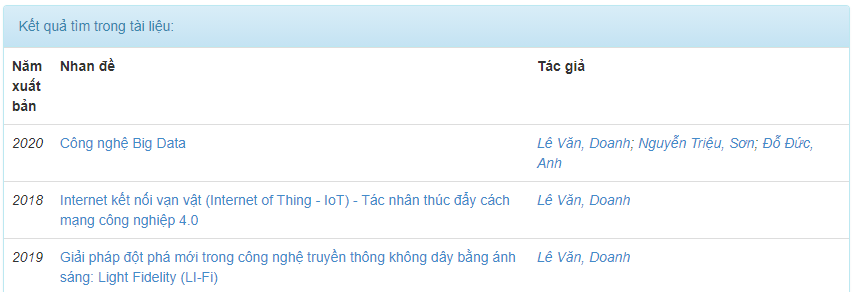 Kết quả tìm trong tài liệu:
Năm xuất bản Nhan đề Tác giả
2020 Công nghệ Big Data Lê Văn, Doanh; Nguyễn Triệu, Sơn; Đỗ Đức, Anh
2018 Internet kết nối vạn vật (Internet of Thing - IoT) - Tác nhân thúc đẩy cách
mạng công nghiệp 4.0
Lê Văn, Doanh
2019 Giải pháp đột phá mới trong công nghệ truyền thông không dây bằng ánh
sáng: Light Fidelity (LI-Fi)
Lê Văn, Doanh